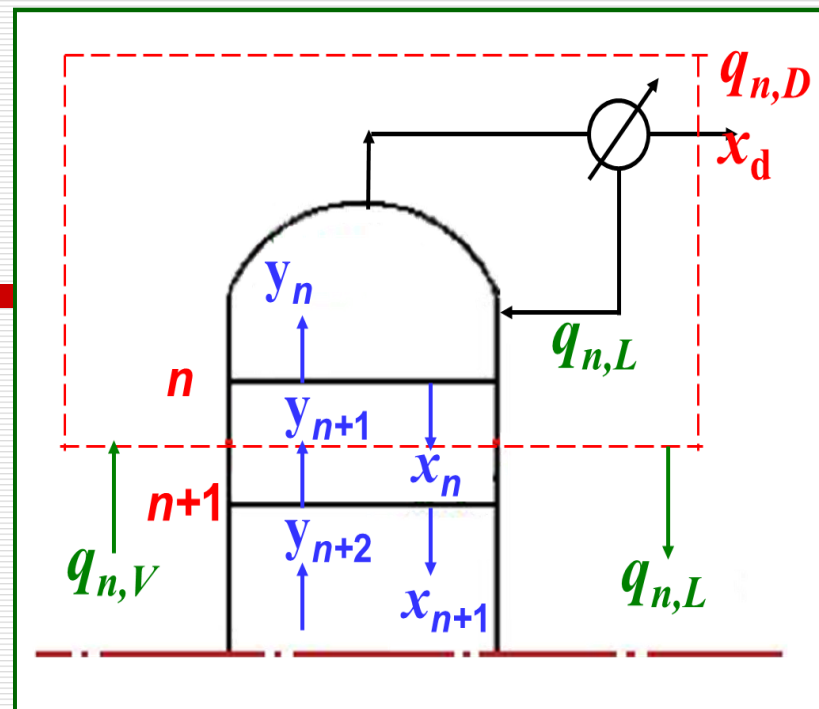 q_{n,D}
x_d
y_n
q_{n,L}
n
y_{n+1}
x_n
n+1
y_{n+2}
q_{n,V}
q_{n,L}
x_{n+1}